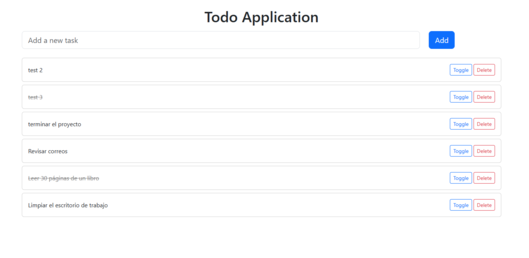 Todo Application
Add a new task Add
test 2 Toggle Delete
test 3 Toggle Delete
terminar el proyecto Toggle Delete
Revisar correos Toggle Delete
Leer 30 páginas de un libro Toggle Delete
Limpiar el escritorio de trabajo Toggle Delete